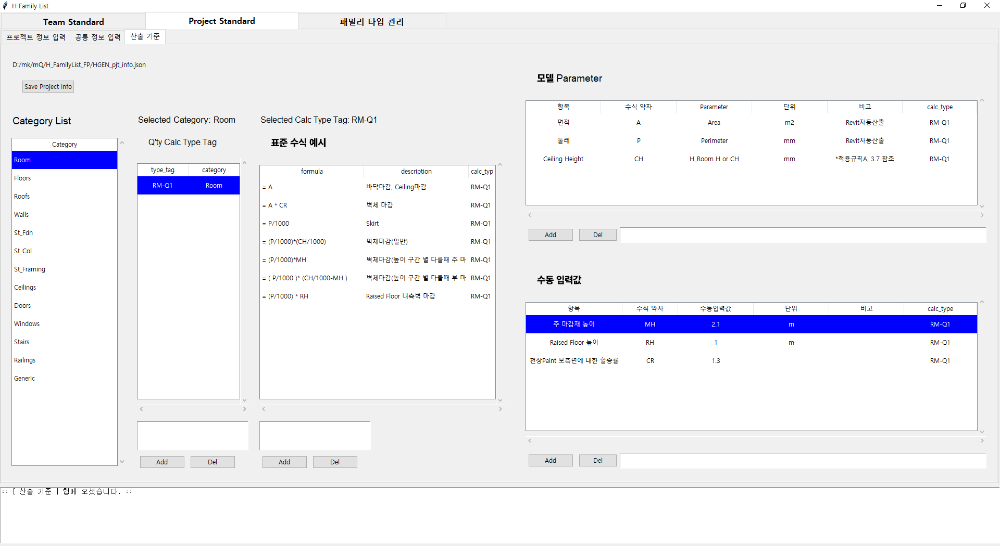 H Family List
Team Standard
Project Standard
패밀리 타입 관리
프로젝트 정보 입력
공통 정보 입력
산출 기준
D:/mk/mQ/H_FamilyList_FP/HGEN_pjt_info.json
Save Project Info
Category List
Category
Room
Floors
Roofs
Walls
St_Fdn
St_Col
St_Framing
Ceilings
Doors
Windows
Stairs
Railings
Generic
Selected Category: Room
Q'ty Calc Type Tag
type_tag category
RM-Q1 Room
Add Del
Selected Calc Type Tag: RM-Q1
표준 수식 예시
formula description calc_typ
= A 바닥마감, Ceiling마감 RM-Q1
= A * CR 벽체 마감 RM-Q1
= P/1000 Skirt RM-Q1
= (P/1000)*(CH/1000) 벽체마감(일반) RM-Q1
= (P/1000)*MH 벽체마감(높이 구간 별 다를때 주 마 RM-Q1
= ( P/1000 )* (CH/1000-MH ) 벽체마감(높이 구간 별 다를때 부 마 RM-Q1
= (P/1000) * RH Raised Floor 내측벽 마감 RM-Q1
Add Del
모델 Parameter
항목 수식 약자 Parameter 단위 비고 calc_type
면적 A Area m2 Revit자동산출 RM-Q1
둘레 P Perimeter mm Revit자동산출 RM-Q1
Ceiling Height CH H_Room H or CH mm *적용규칙A, 3.7 참조 RM-Q1
Add Del
수동 입력값
항목 수식 약자 수동입력값 단위 비고 calc_type
주 마감재 높이 MH 2.1 m RM-Q1
Raised Floor 높이 RH 1 m RM-Q1
천장Paint 보측면에 대한 할증률 CR 1.3 RM-Q1
Add Del
:: [ 산출 기준 ] 탭에 오셨습니다. ::